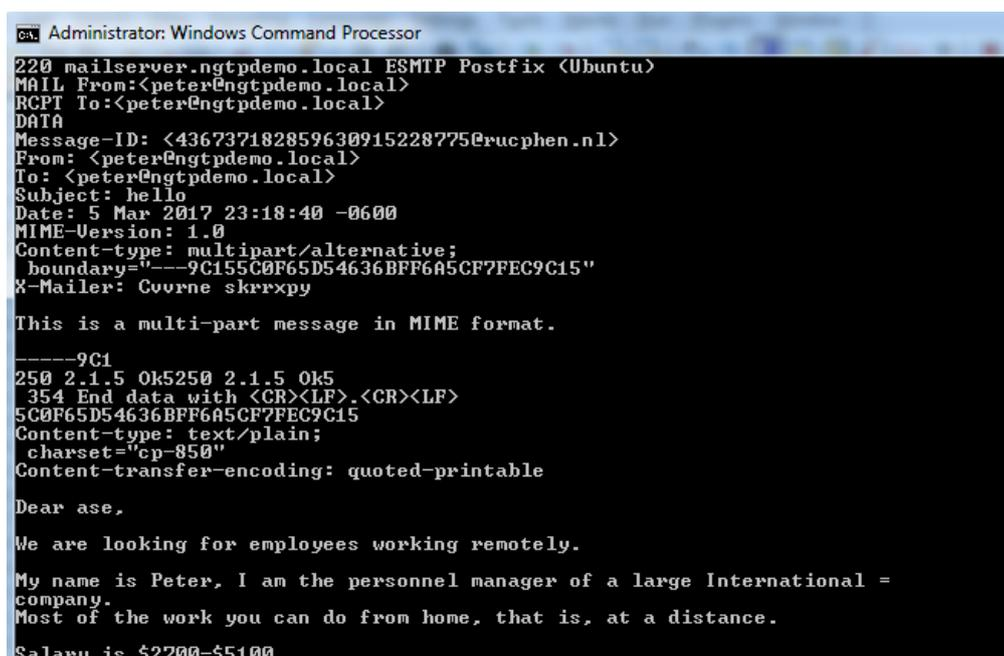 Administrator: Windows Command Processor
220 mailserver.ngtpdemo.local ESMTP Postfix (Ubuntu)
MAIL From:<peter@ngtpdemo.local>
RCPT To:<peter@ngtpdemo.local>
DATA
Message-ID: <436737182859630915228775@rucphen.nl>
From: <peter@ngtpdemo.local>
To: <peter@ngtpdemo.local>
Subject: hello
Date: 5 Mar 2017 23:18:40 -0600
MIME-Version: 1.0
Content-type: multipart/alternative;
 boundary="---9C155C0F65D54636BFF6A5CF7FEC9C15"
X-Mailer: Cvvrne skrrxpy
This is a multi-part message in MIME format.
-----9C1
250 2.1.5 Ok5250 2.1.5 Ok5
 354 End data with <CR><LF>.<CR><LF>
5C0F65D54636BFF6A5CF7FEC9C15
Content-type: text/plain;
 charset="cp-850"
Content-transfer-encoding: quoted-printable
Dear ase,
We are looking for employees working remotely.
My name is Peter, I am the personnel manager of a large International =
company.
Most of the work you can do from home, that is, at a distance.
Salary is $2700-$5100